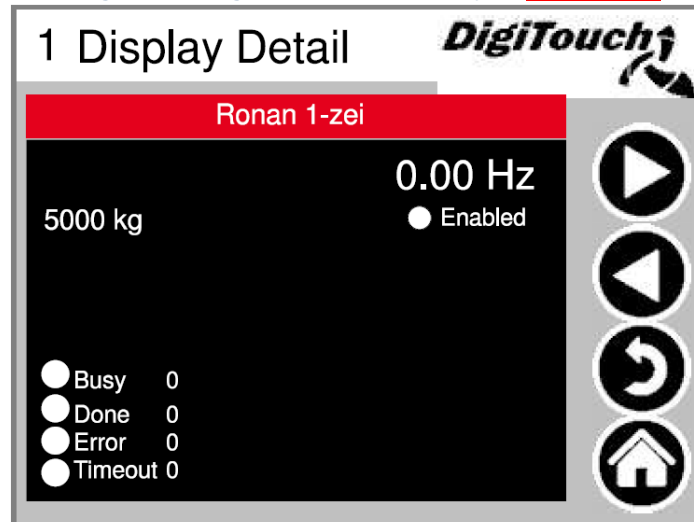 1 Display Detail
DigiTouch
Ronan 1-zei
0.00 Hz
5000 kg
Enabled
Busy 0
Done 0
Error 0
Timeout 0